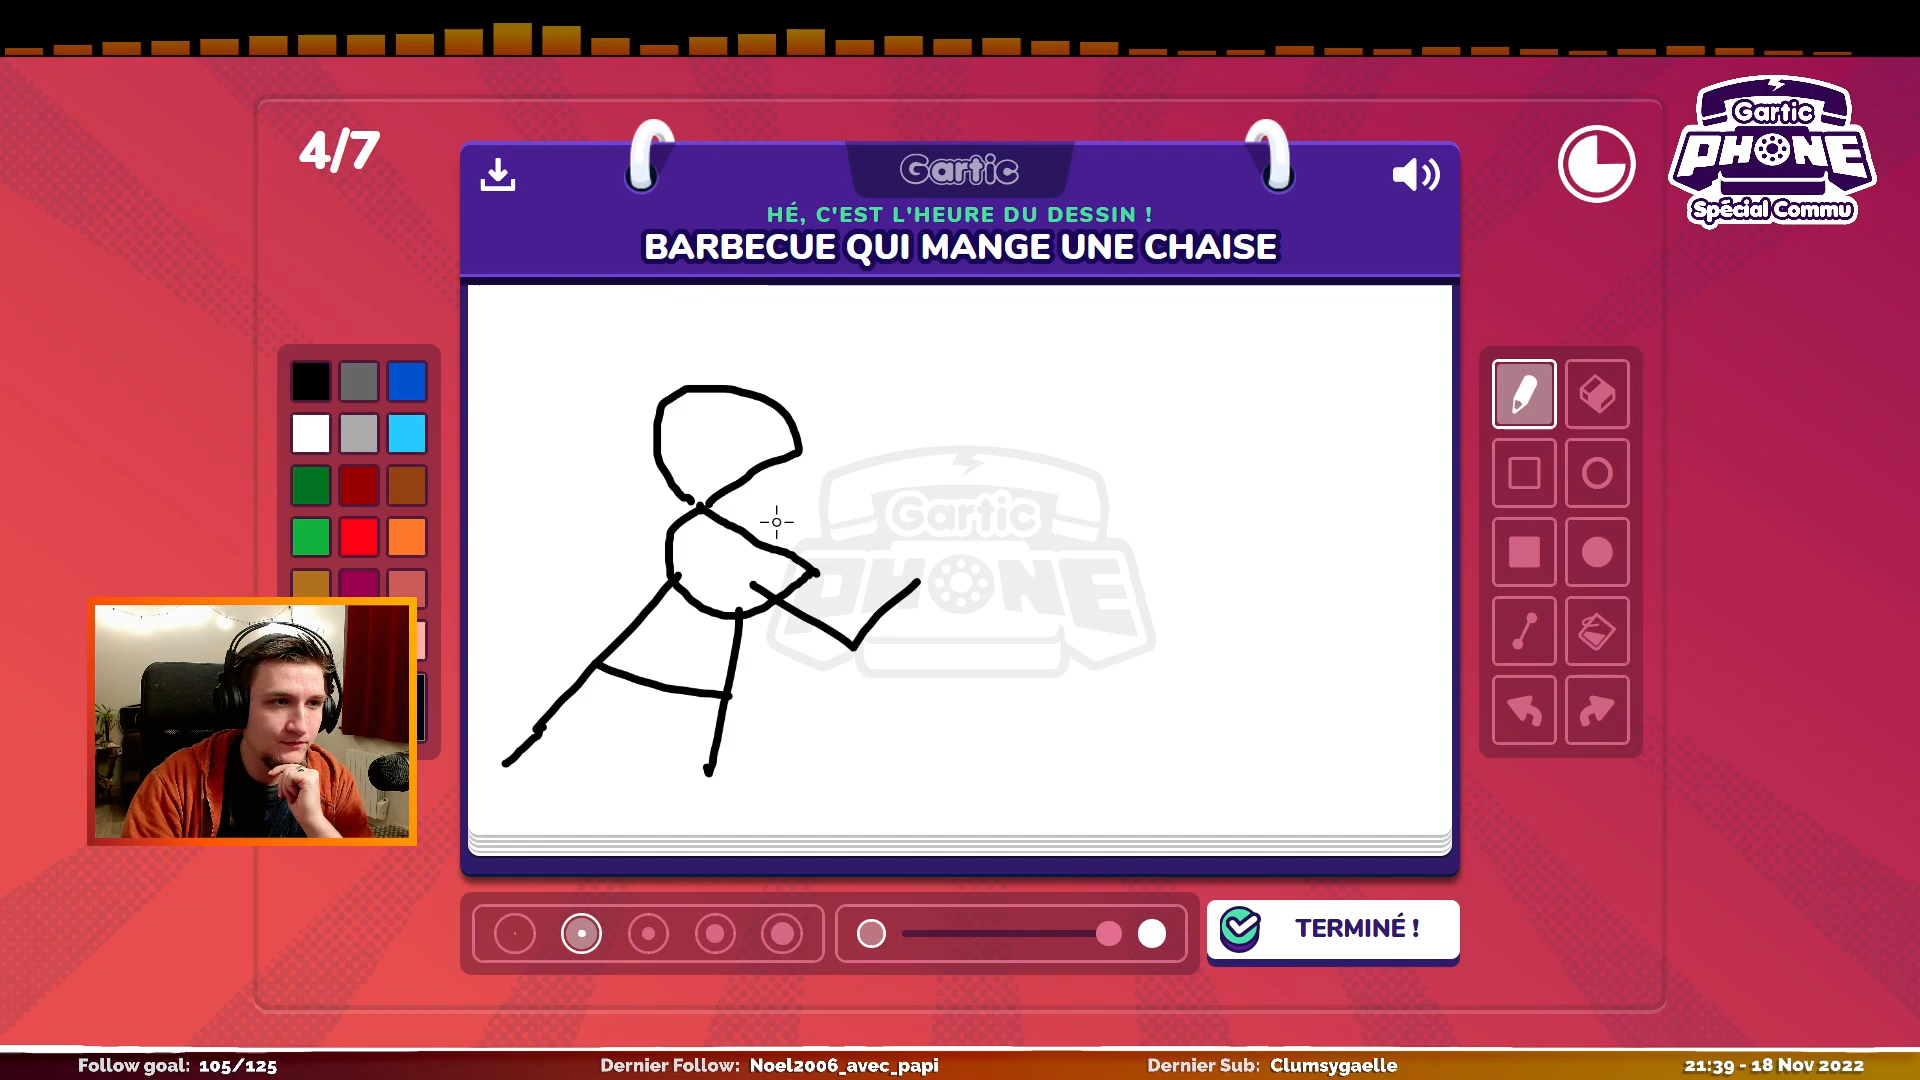 4/7
Gartic
HÉ, C'EST L'HEURE DU DESSIN !
BARBECUE QUI MANGE UNE CHAISE
Gartic
PHONE
Spécial Commu
Gartic
PHONE
TERMINÉ !
Follow goal: 105/125
Dernier Follow: Noel2006_avec_papi
Dernier Sub: Clumsygaelle
21:39 - 18 Nov 2022